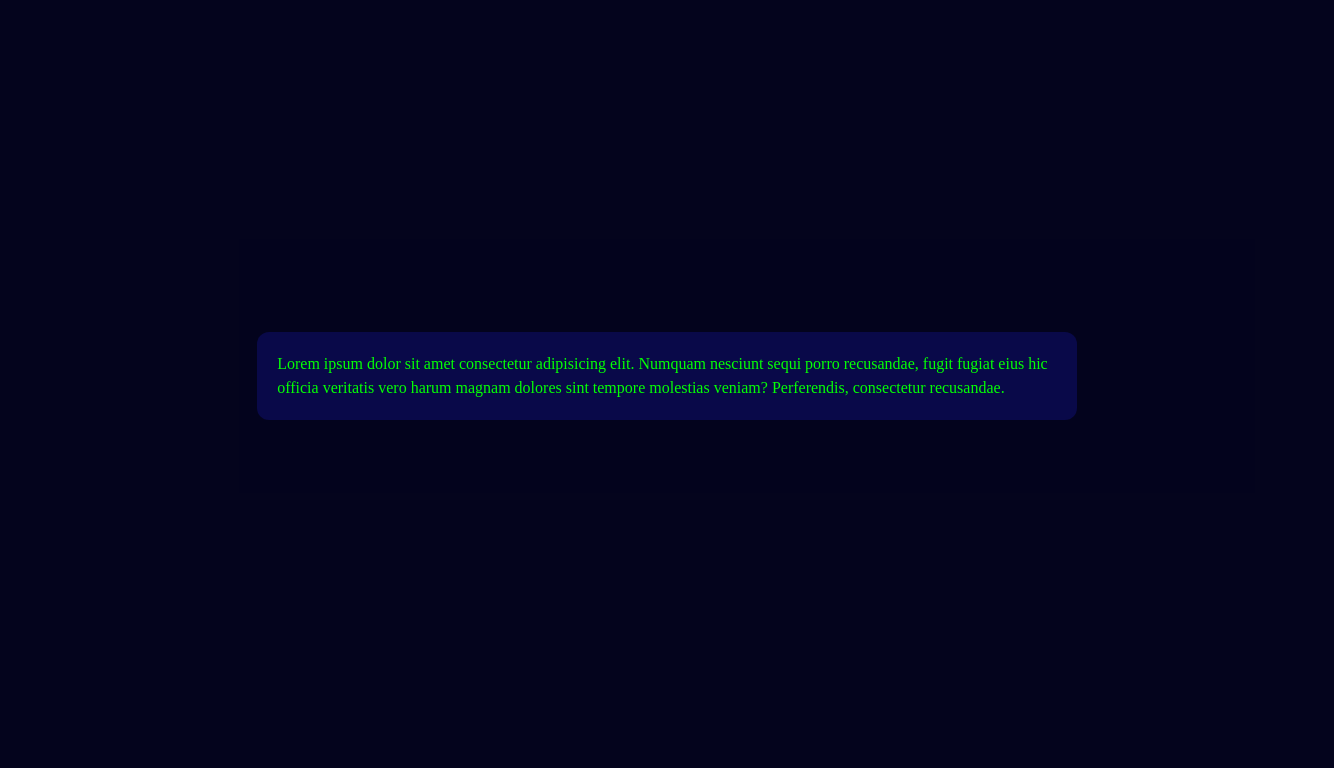 Lorem ipsum dolor sit amet consectetur adipisicing elit. Numquam nesciunt sequi porro recusandae, fugit fugiat eius hic
officia veritatis vero harum magnam dolores sint tempore molestias veniam? Perferendis, consectetur recusandae.